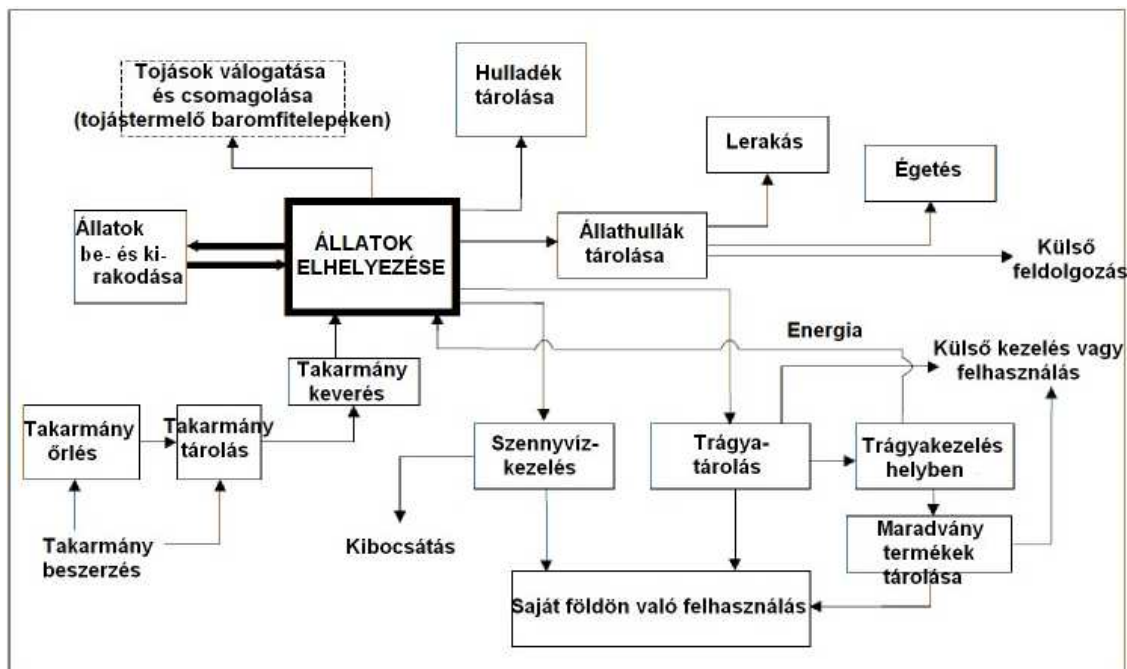 Tojások válogatása
és csomagolása
(tojástermelő baromfitelepeken)
Hulladék
tárolása
Lerakás
Égetés
Állatok
be- és ki-
rakodása
ÁLLATOK
ELHELYEZÉSE
Állathullák
tárolása
Külső
feldolgozás
Energia
Külső kezelés vagy
felhasználás
Takarmány
keverés
Takarmány
őrlés
Takarmány
tárolás
Szennyvíz-
kezelés
Trágya-
tárolás
Trágyakezelés
helyben
Takarmány
beszerzés
Kibocsátás
Maradvány
termékek
tárolása
Saját földön való felhasználás